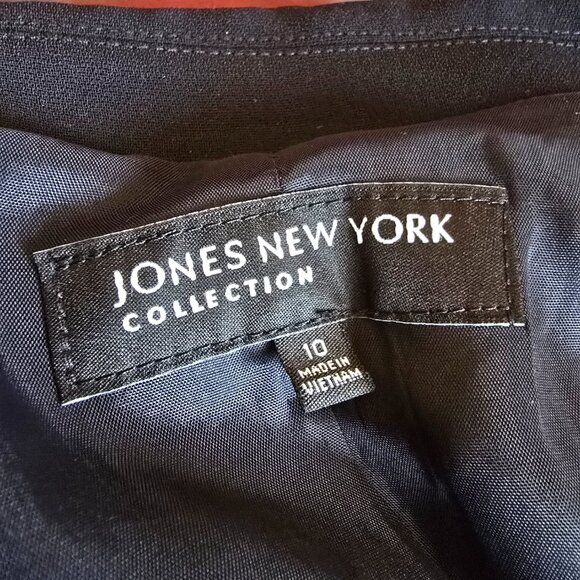 JONES NEW YORK
COLLECTION
10
MADE IN
VIETNAM